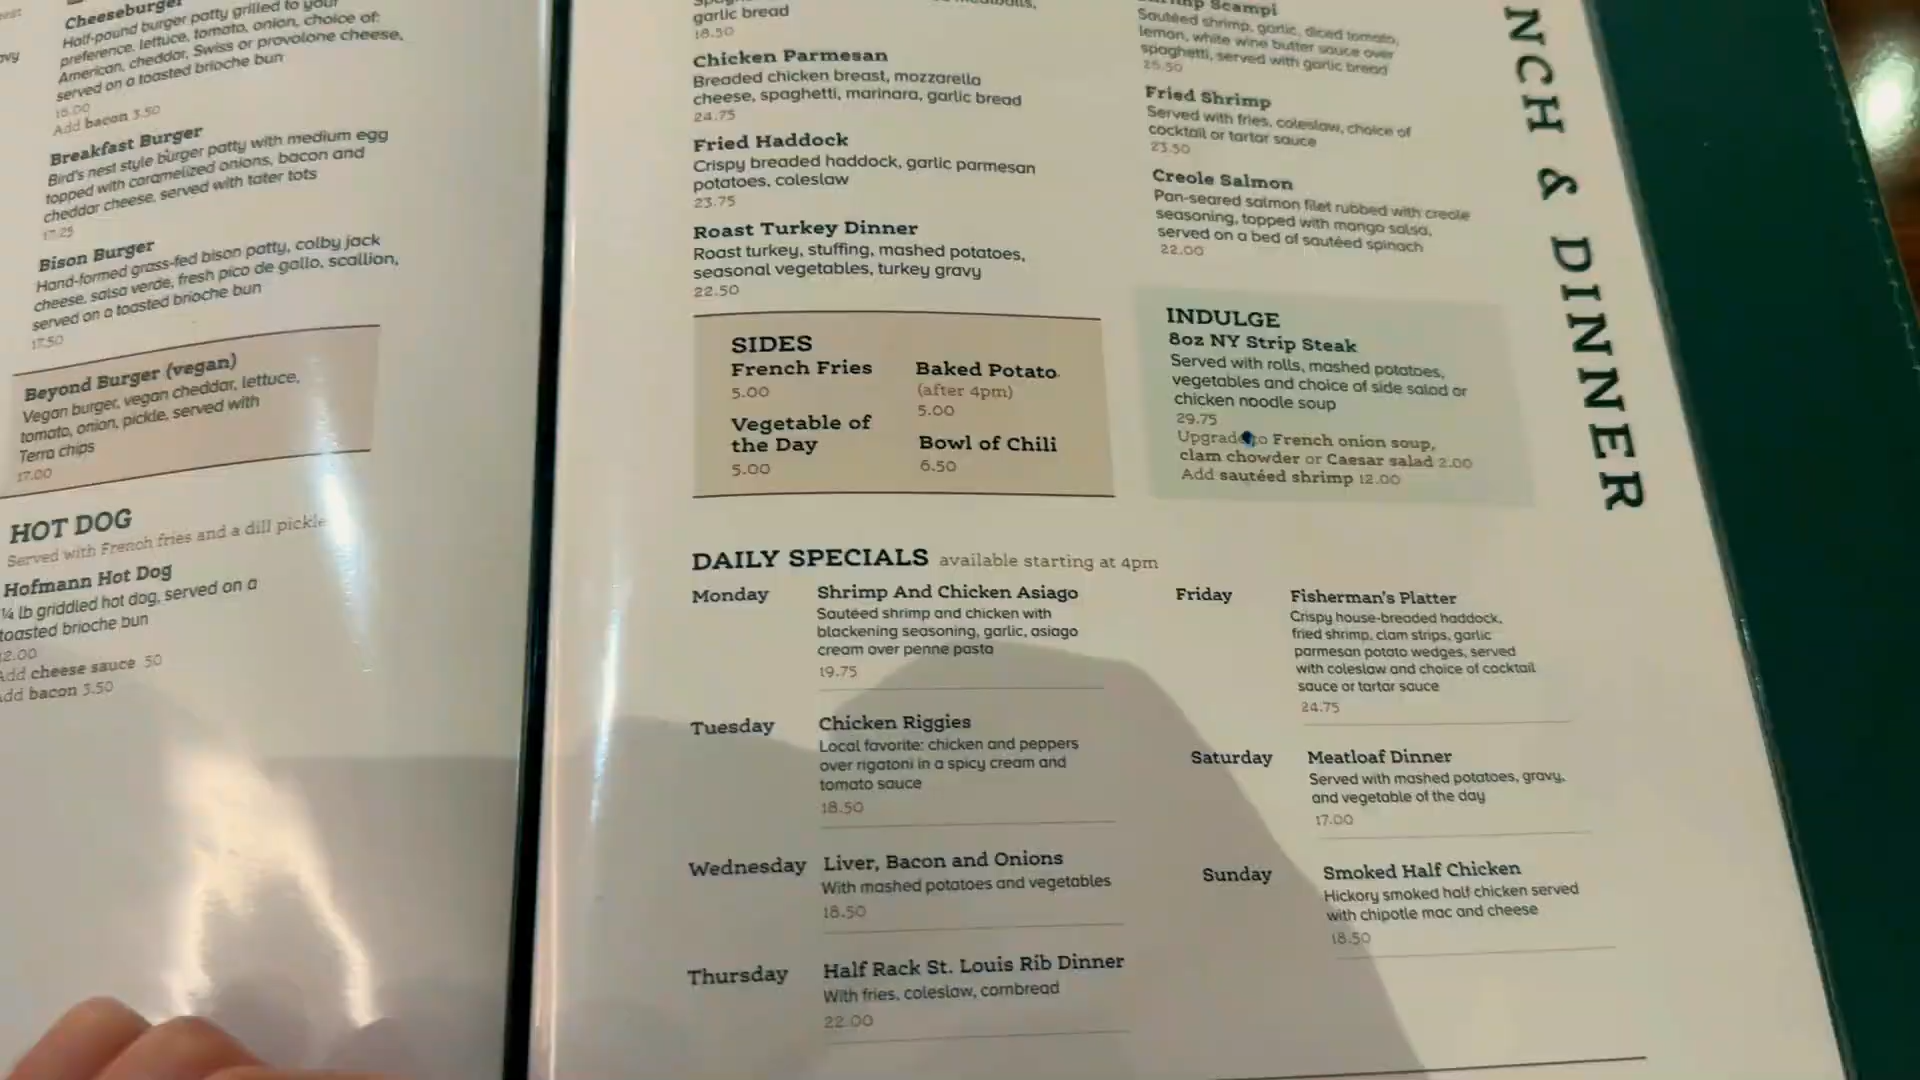 Cheeseburger
Half-pound burger patty grilled to your
preference, lettuce, tomato, onion, choice of:
American, cheddar, Swiss or provolone cheese,
served on a toasted brioche bun
18.00
Add bacon 3.50
Breakfast Burger
Bird's nest style burger patty with medium egg
topped with caramelized onions, bacon and
cheddar cheese, served with tater tots
17.25
Bison Burger
Hand-formed grass-fed bison patty, colby jack
cheese, salsa verde, fresh pico de gallo, scallion,
served on a toasted brioche bun
17.50
Beyond Burger (vegan)
Vegan burger, vegan cheddar, lettuce,
tomato, onion, pickle, served with
Terra chips
17.00
HOT DOG
Served with French fries and a dill pickle
Hofmann Hot Dog
¼ lb griddled hot dog, served on a
toasted brioche bun
2.00
Add cheese sauce 50
Add bacon 3.50
garlic bread
18.50
Chicken Parmesan
Breaded chicken breast, mozzarella
cheese, spaghetti, marinara, garlic bread
24.75
Fried Haddock
Crispy breaded haddock, garlic parmesan
potatoes, coleslaw
23.75
Roast Turkey Dinner
Roast turkey, stuffing, mashed potatoes,
seasonal vegetables, turkey gravy
22.50
Scampi
Sautéed shrimp, garlic, diced tomato,
lemon, white wine butter sauce over
spaghetti, served with garlic bread
Fried Shrimp
Served with fries, coleslaw, choice of
cocktail or tartar sauce
23.50
Creole Salmon
Pan-seared salmon filet rubbed with creole
seasoning, topped with mango salsa,
served on a bed of sautéed spinach
22.00
SIDES
French Fries
5.00
Vegetable of
the Day
5.00
Baked Potato
(after 4pm)
5.00
Bowl of Chili
6.50
INDULGE
8oz NY Strip Steak
Served with rolls, mashed potatoes,
vegetables and choice of side salad or
chicken noodle soup
29.75
Upgrade to French onion soup,
clam chowder or Caesar salad 2.00
Add sautéed shrimp 12.00
NCH & DINNER
DAILY SPECIALS available starting at 4pm
Monday
Shrimp And Chicken Asiago
Sautéed shrimp and chicken with
blackening seasoning, garlic, asiago
cream over penne pasta
19.75
Tuesday
Chicken Riggies
Local favorite: chicken and peppers
over rigatoni in a spicy cream and
tomato sauce
18.50
Wednesday
Liver, Bacon and Onions
With mashed potatoes and vegetables
18.50
Thursday
Half Rack St. Louis Rib Dinner
With fries, coleslaw, cornbread
22.00
Friday
Fisherman's Platter
Crispy house-breaded haddock,
fried shrimp, clam strips, garlic
parmesan potato wedges, served
with coleslaw and choice of cocktail
sauce or tartar sauce
24.75
Saturday
Meatloaf Dinner
Served with mashed potatoes, gravy,
and vegetable of the day
17.00
Sunday
Smoked Half Chicken
Hickory smoked half chicken served
with chipotle mac and cheese
18.50